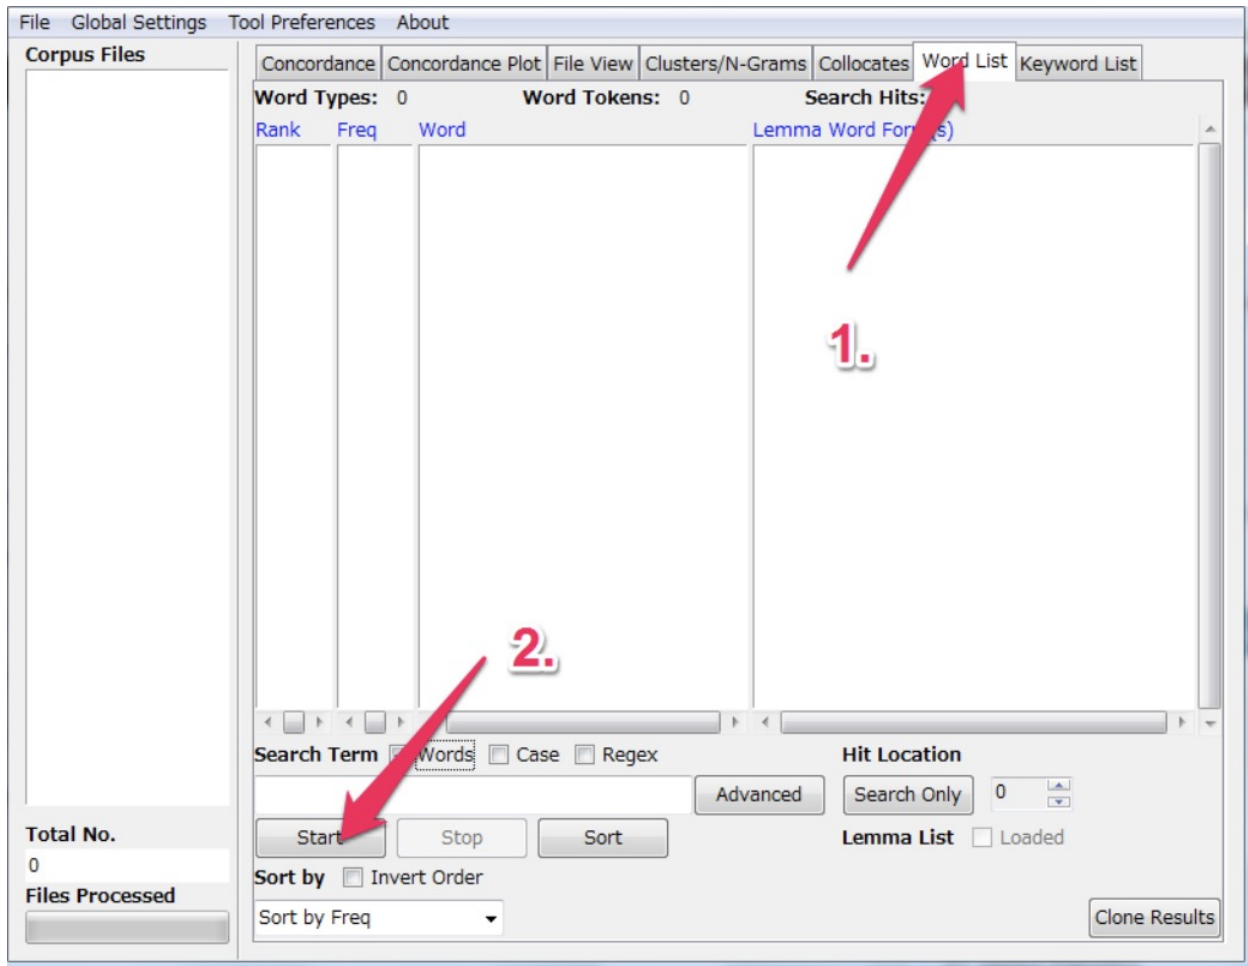 File Global Settings Tool Preferences About
Corpus Files
Concordance Concordance Plot File View Clusters/N-Grams Collocates Word List Keyword List
Word Types: 0 Word Tokens: 0 Search Hits:
Rank Freq Word Lemma Word Form(s)
1.
2.
Search Term Words Case Regex Hit Location
Advanced Search Only 0
Total No.
Start Stop Sort Lemma List Loaded
0
Files Processed
Sort by Invert Order
Sort by Freq Clone Results